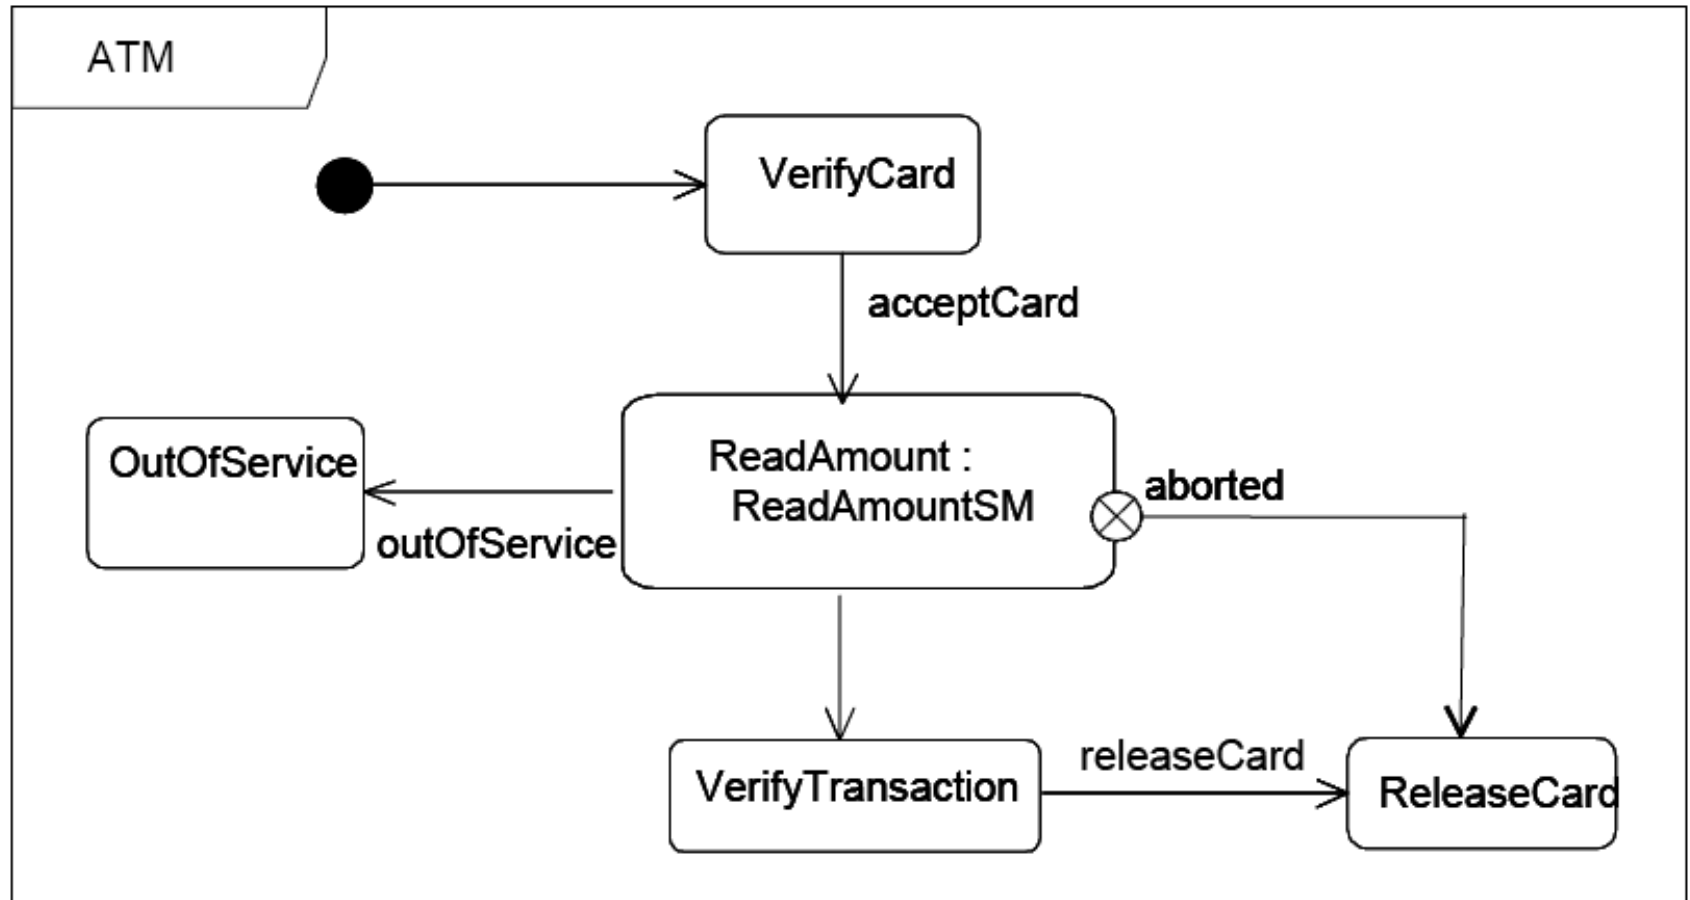 ATM
VerifyCard
acceptCard
OutOfService
outOfService
ReadAmount :
ReadAmountSM
aborted
VerifyTransaction
releaseCard
ReleaseCard